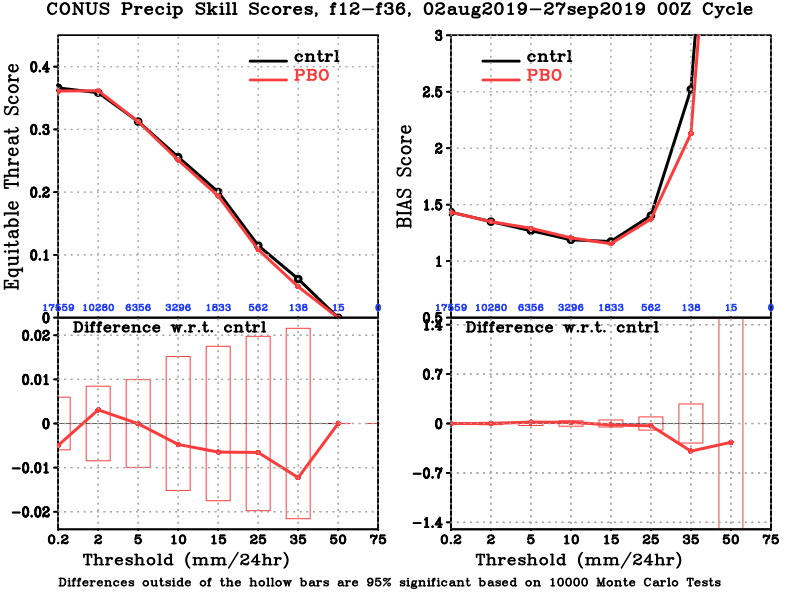 CONUS Precip Skill Scores, f12-f36, 02aug2019-27sep2019 00Z Cycle
Equitable Threat Score
0.4
0.3
0.2
0.1
0
cntrl
PBO
17659 10280 6356 3296 1833 562 138 15 0
Difference w.r.t. cntrl
0.02
0.01
0
-0.01
-0.02
0.2 2 5 10 15 25 35 50 75
Threshold (mm/24hr)
BIAS Score
3
2.5
2
1.5
1
0.5
cntrl
PBO
10280 6356 3296 1833 562 138 15 0
Difference w.r.t. cntrl
1.4
0.7
0
-0.7
-1.4
0.2 2 5 10 15 25 35 50 75
Threshold (mm/24hr)
Differences outside of the hollow bars are 95% significant based on 10000 Monte Carlo Tests